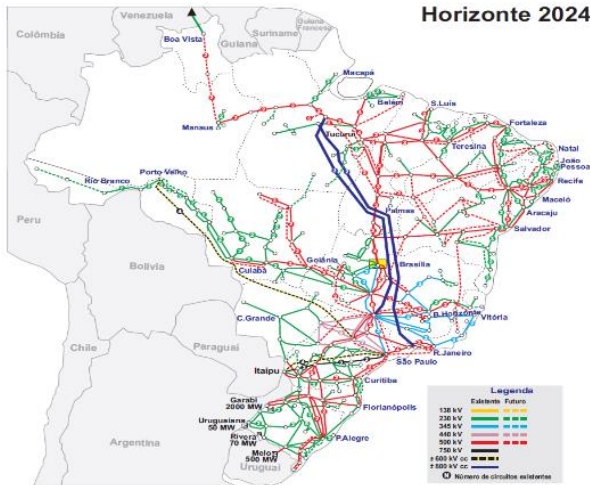 Horizonte 2024
Venezuela
Colômbia
Boa Vista
Guiana
Suriname
Guiana
Francesa
Macapá
Manaus
Belém
S.Luis
Fortaleza
Tucuruí
Teresina
Natal
João
Pessoa
Recife
Maceió
Aracaju
Salvador
Porto Velho
Rio Branco
Palmas
Peru
Bolívia
Cuiabá
Goiânia
Brasília
B.Horizonte
Vitória
C.Grande
Chile
Paraguai
São Paulo
R.Janeiro
Itaipu
Curitiba
Garabi
2000 MW
Florianópolis
Uruguaiana
50 MW
Rivera
70 MW
P.Alegre
Melo
500 MW
Argentina
Uruguai
Legenda
Existente Futuro
138 kV
230 kV
345 kV
440 kV
500 kV
750 kV
± 600 kV cc
± 800 kV cc
N Número de circuitos existentes